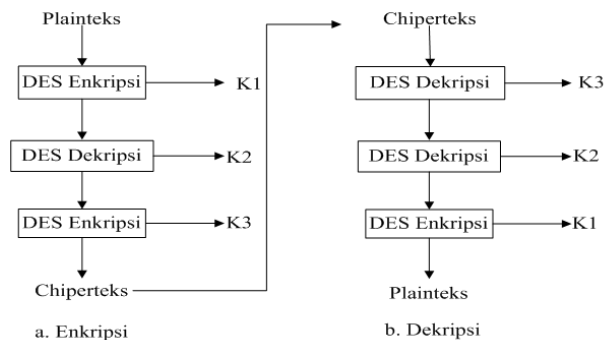 Plainteks
DES Enkripsi
K1
DES Dekripsi
K2
DES Enkripsi
K3
Chiperteks
a. Enkripsi
Chiperteks
DES Dekripsi
K3
DES Dekripsi
K2
DES Enkripsi
K1
Plainteks
b. Dekripsi